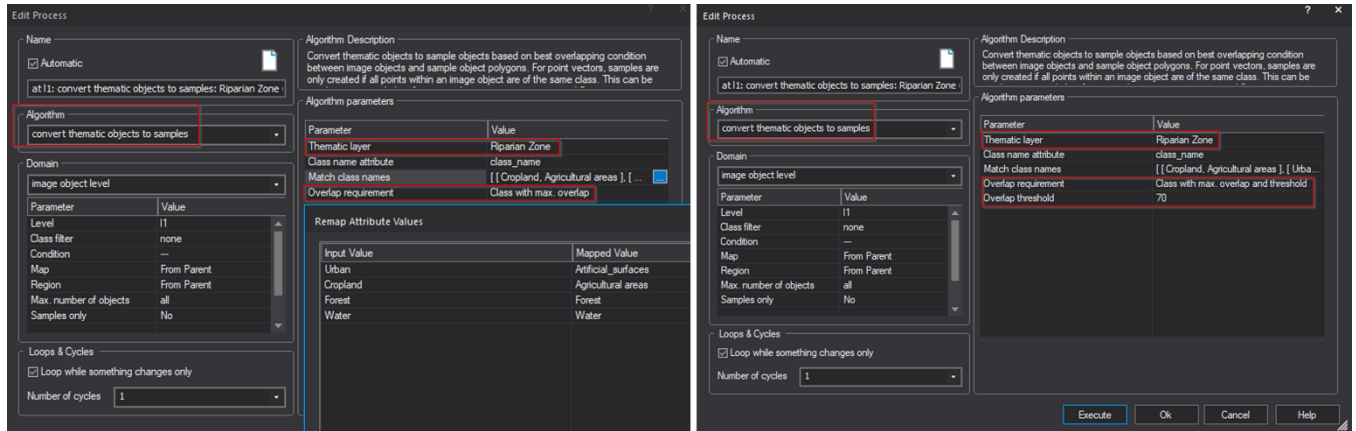 Edit Process
Name
Automatic
at l1: convert thematic objects to samples: Riparian Zone
Algorithm
convert thematic objects to samples
Domain
image object level
Parameter Value
Level l1
Class filter none
Condition ---
Map From Parent
Region From Parent
Max. number of objects all
Samples only No
Loops & Cycles
Loop while something changes only
Number of cycles 1
Algorithm Description
Convert thematic objects to sample objects based on best overlapping condition
between image objects and sample object polygons. For point vectors, samples are
only created if all points within an image object are of the same class. This can be
Algorithm parameters
Parameter Value
Thematic layer Riparian Zone
Class name attribute class_name
Match class names [ [ Cropland, Agricultural areas ], [ ... ...
Overlap requirement Class with max. overlap
Remap Attribute Values
Input Value Mapped Value
Urban Artificial_surfaces
Cropland Agricultural areas
Forest Forest
Water Water
Edit Process
? ×
Name
Automatic
at l1: convert thematic objects to samples: Riparian Zone
Algorithm
convert thematic objects to samples
Domain
image object level
Parameter Value
Level l1
Class filter none
Condition ---
Map From Parent
Region From Parent
Max. number of objects all
Samples only No
Loops & Cycles
Loop while something changes only
Number of cycles 1
Algorithm Description
Convert thematic objects to sample objects based on best overlapping condition
between image objects and sample object polygons. For point vectors, samples are
only created if all points within an image object are of the same class. This can be
Algorithm parameters
Parameter Value
Thematic layer Riparian Zone
Class name attribute class_name
Match class names [ [ Cropland, Agricultural areas ], [ Urba...
Overlap requirement Class with max. overlap and threshold
Overlap threshold 70
Execute Ok Cancel Help